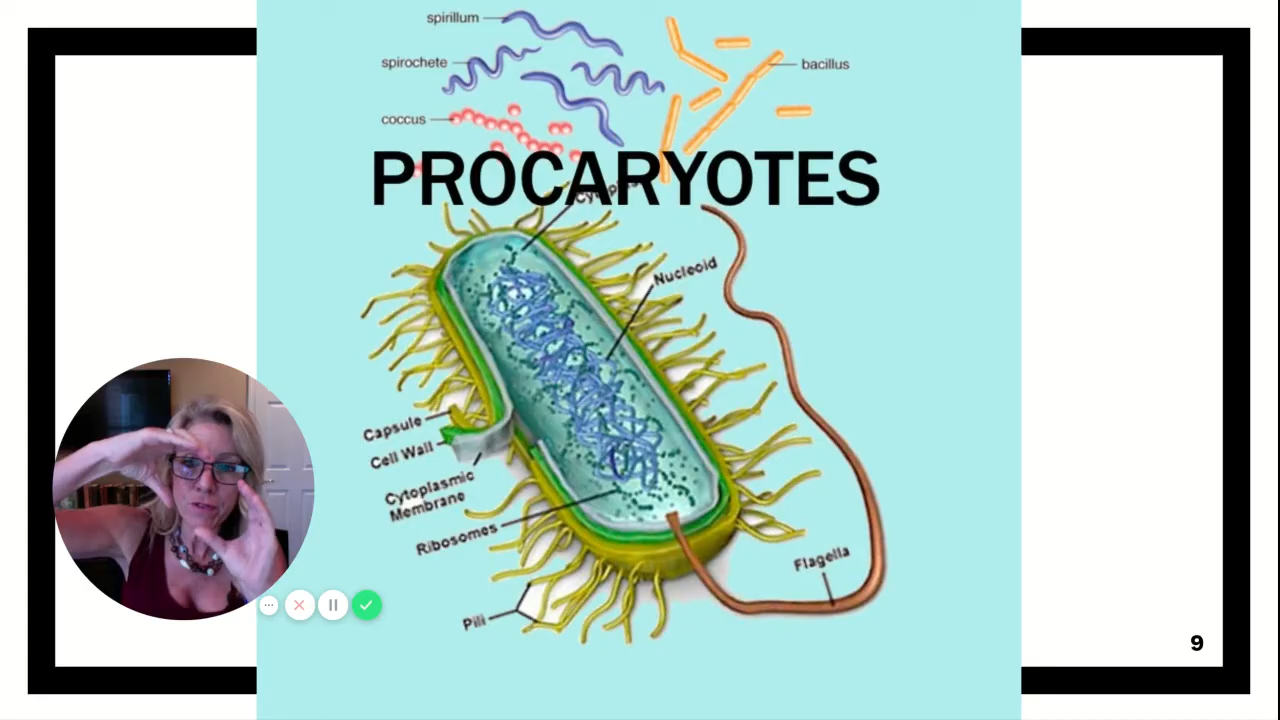 spirillum
spirochete
bacillus
coccus
PROCARYOTES
Nucleoid
Capsule
Cell Wall
Cytoplasmic
Membrane
Ribosomes
Flagella
Pili
9